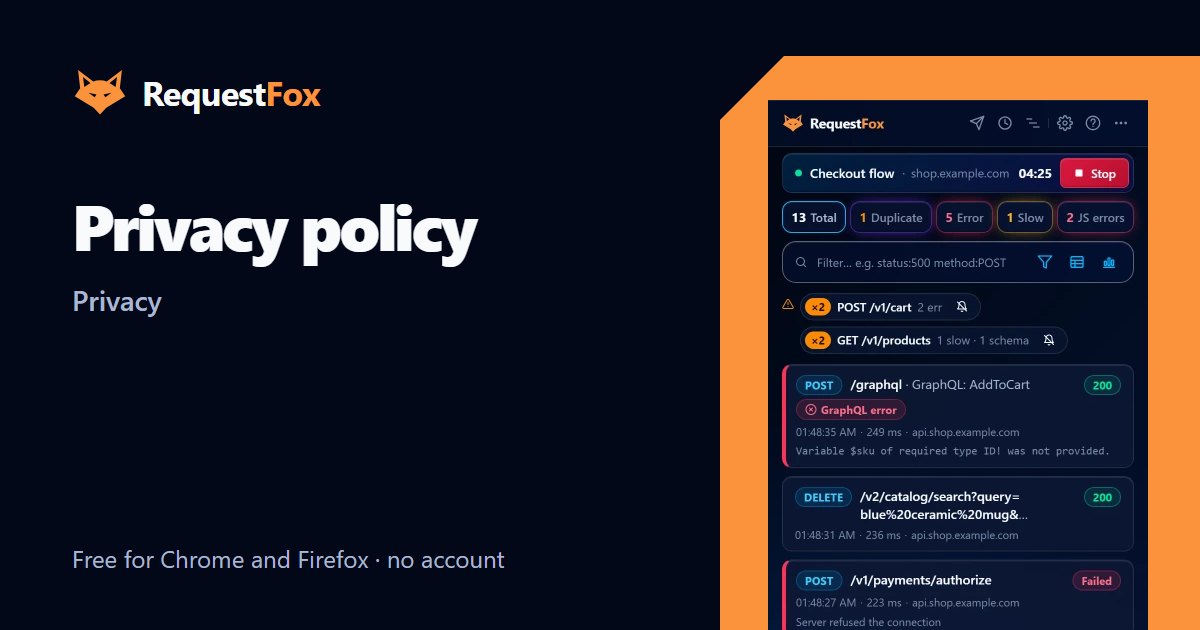 RequestFox
Privacy policy
Privacy
Free for Chrome and Firefox · no account
RequestFox
Checkout flow · shop.example.com 04:25 Stop
13 Total 1 Duplicate 5 Error 1 Slow 2 JS errors
Filter... e.g. status:500 method:POST
×2 POST /v1/cart 2 err
×2 GET /v1/products 1 slow · 1 schema
POST /graphql · GraphQL: AddToCart 200
GraphQL error
01:48:35 AM · 249 ms · api.shop.example.com
Variable $sku of required type ID! was not provided.
DELETE /v2/catalog/search?query= 200
blue%20ceramic%20mug&...
01:48:31 AM · 236 ms · api.shop.example.com
POST /v1/payments/authorize Failed
01:48:27 AM · 223 ms · api.shop.example.com
Server refused the connection